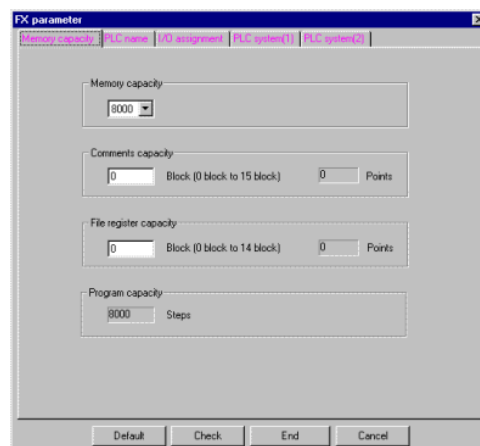 FX parameter
Memory capacity PLC name I/O assignment PLC system(1) PLC system(2)
Memory capacity
8000
Comments capacity
0 Block (0 block to 15 block) 0 Points
File register capacity
0 Block (0 block to 14 block) 0 Points
Program capacity
8000 Steps
Default Check End Cancel